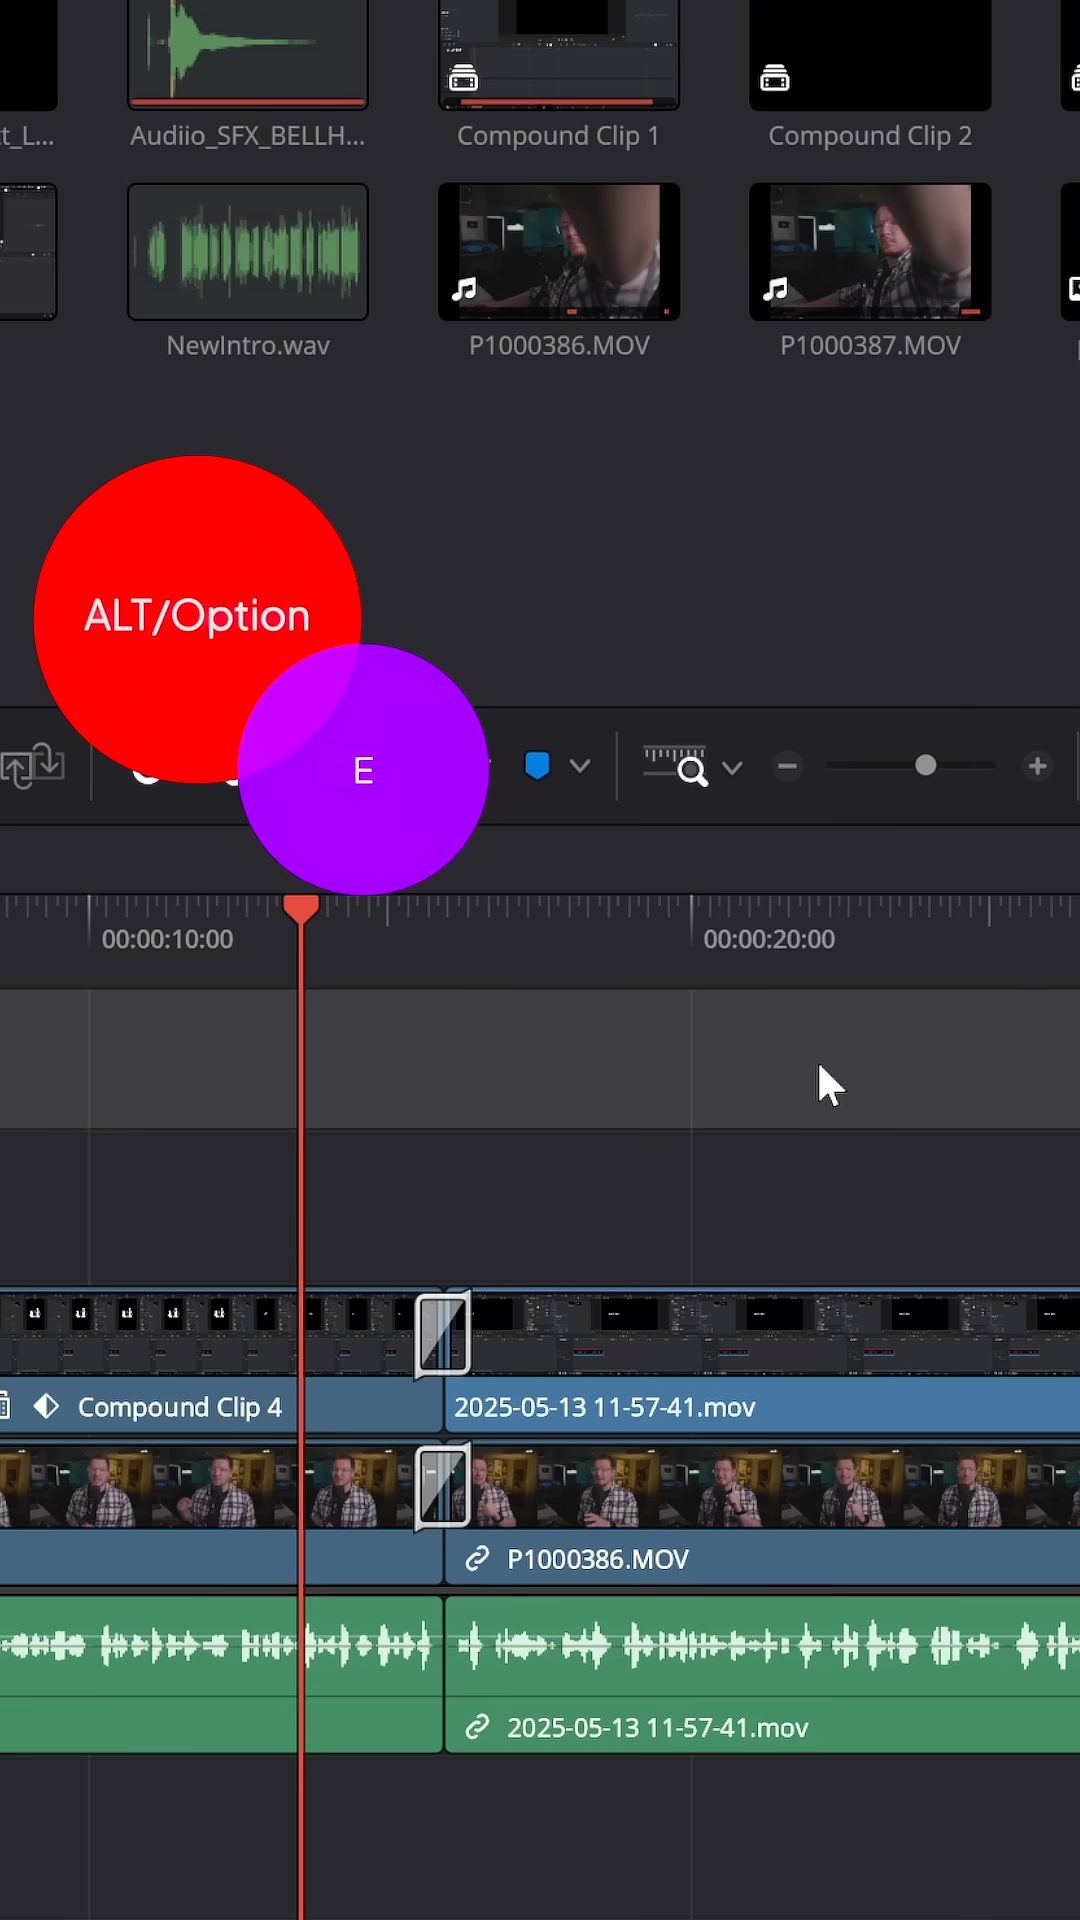 t_L...
Audiio_SFX_BELLH...
Compound Clip 1
Compound Clip 2
NewIntro.wav
P1000386.MOV
P1000387.MOV
ALT/Option
E
00:00:10:00
00:00:20:00
Compound Clip 4
2025-05-13 11-57-41.mov
P1000386.MOV
2025-05-13 11-57-41.mov